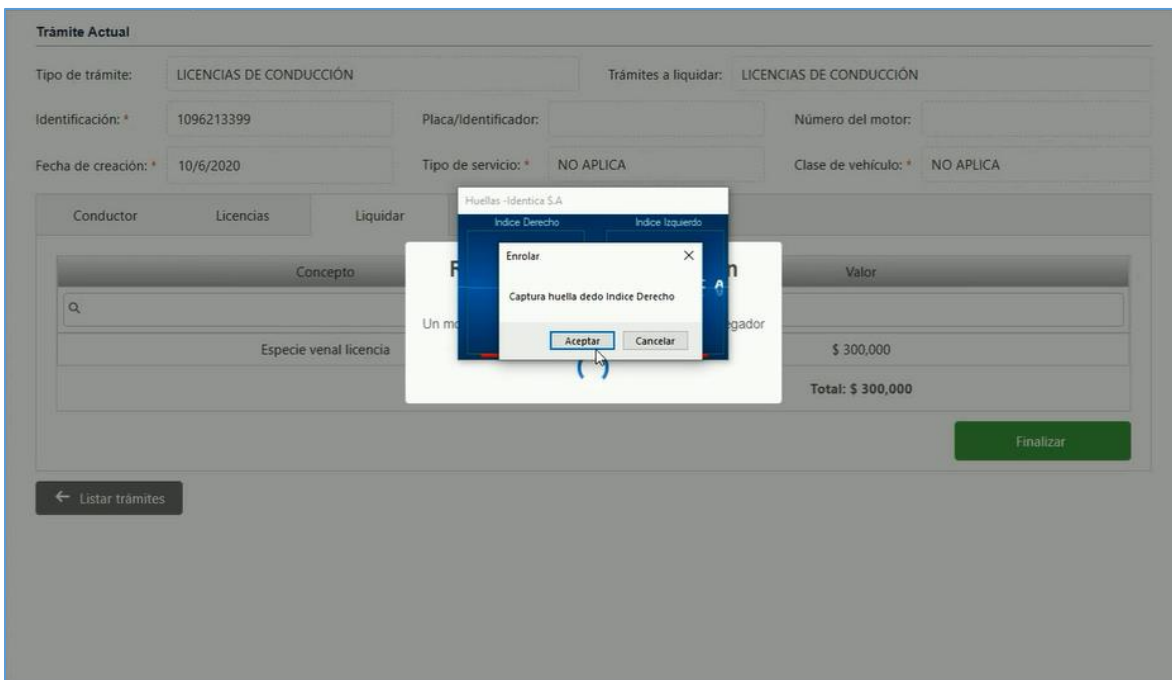 Trámite Actual
Tipo de trámite: LICENCIAS DE CONDUCCIÓN Trámites a liquidar: LICENCIAS DE CONDUCCIÓN
Identificación: * 1096213399 Placa/Identificador: Número del motor:
Fecha de creación: * 10/6/2020 Tipo de servicio: * NO APLICA Clase de vehículo: * NO APLICA
Conductor Licencias Liquidar
Huellas -Identica S.A
Indice Derecho Indice Izquierdo
Enrolar
Captura huella dedo Indice Derecho
Aceptar Cancelar
Un
Concepto Valor
Especie venal licencia $ 300,000
Total: $ 300,000
Finalizar
Listar trámites